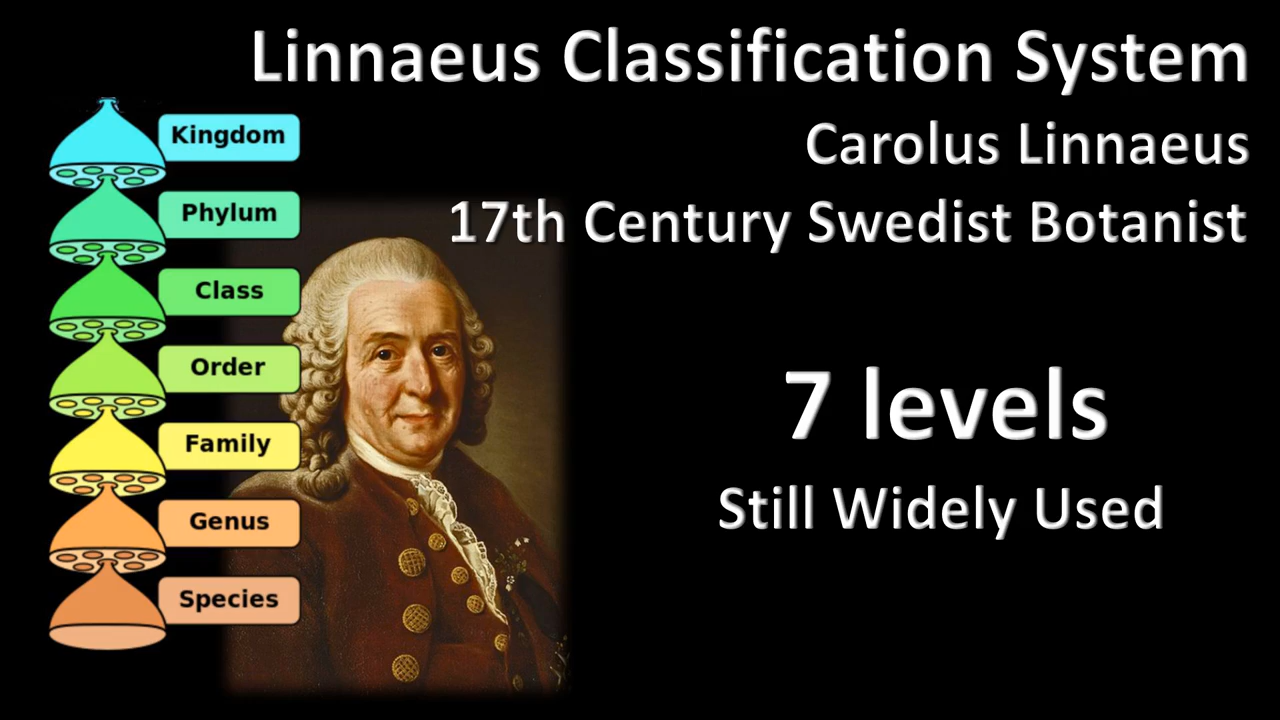 Linnaeus Classification System
Carolus Linnaeus
17th Century Swedist Botanist
Kingdom
Phylum
Class
Order
Family
Genus
Species
7 levels
Still Widely Used